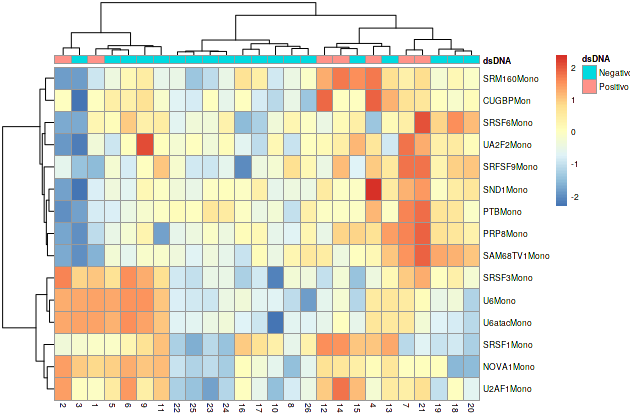 dsDNA
SRM160Mono
CUGBPMon
SRSF6Mono
UA2F2Mono
SRFSF9Mono
SND1Mono
PTBMono
PRP8Mono
SAM68TV1Mono
SRSF3Mono
U6Mono
U6atacMono
SRSF1Mono
NOVA1Mono
U2AF1Mono
2 3 1 5 6 9 11 22 25 23 24 16 17 10 8 26 12 14 15 4 13 7 21 19 18 20
2
1
0
-1
-2
dsDNA
Negativo
Positivo